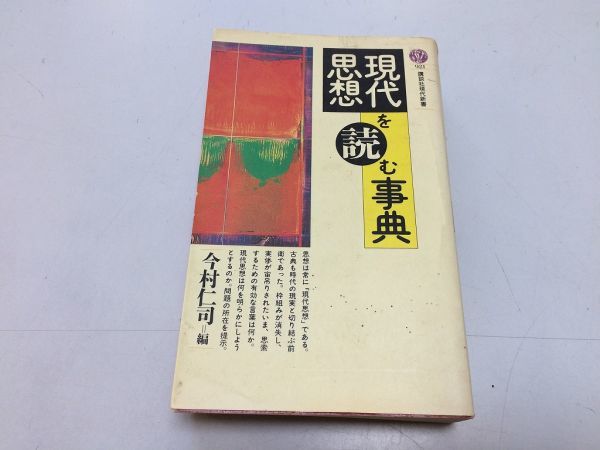 現代
思想
を
読
む
事典
921
講談社現代新書
思想は常に「現代思想」である。
古典も時代の現実と切り結ぶ前
衛であった。枠組みが消失し、
実像が宙吊りされたいま、思索
するための有効な言葉は何か。
現代思想は何を明らかにしよう
とするのか。問題の所在を提示。
今村仁司=編